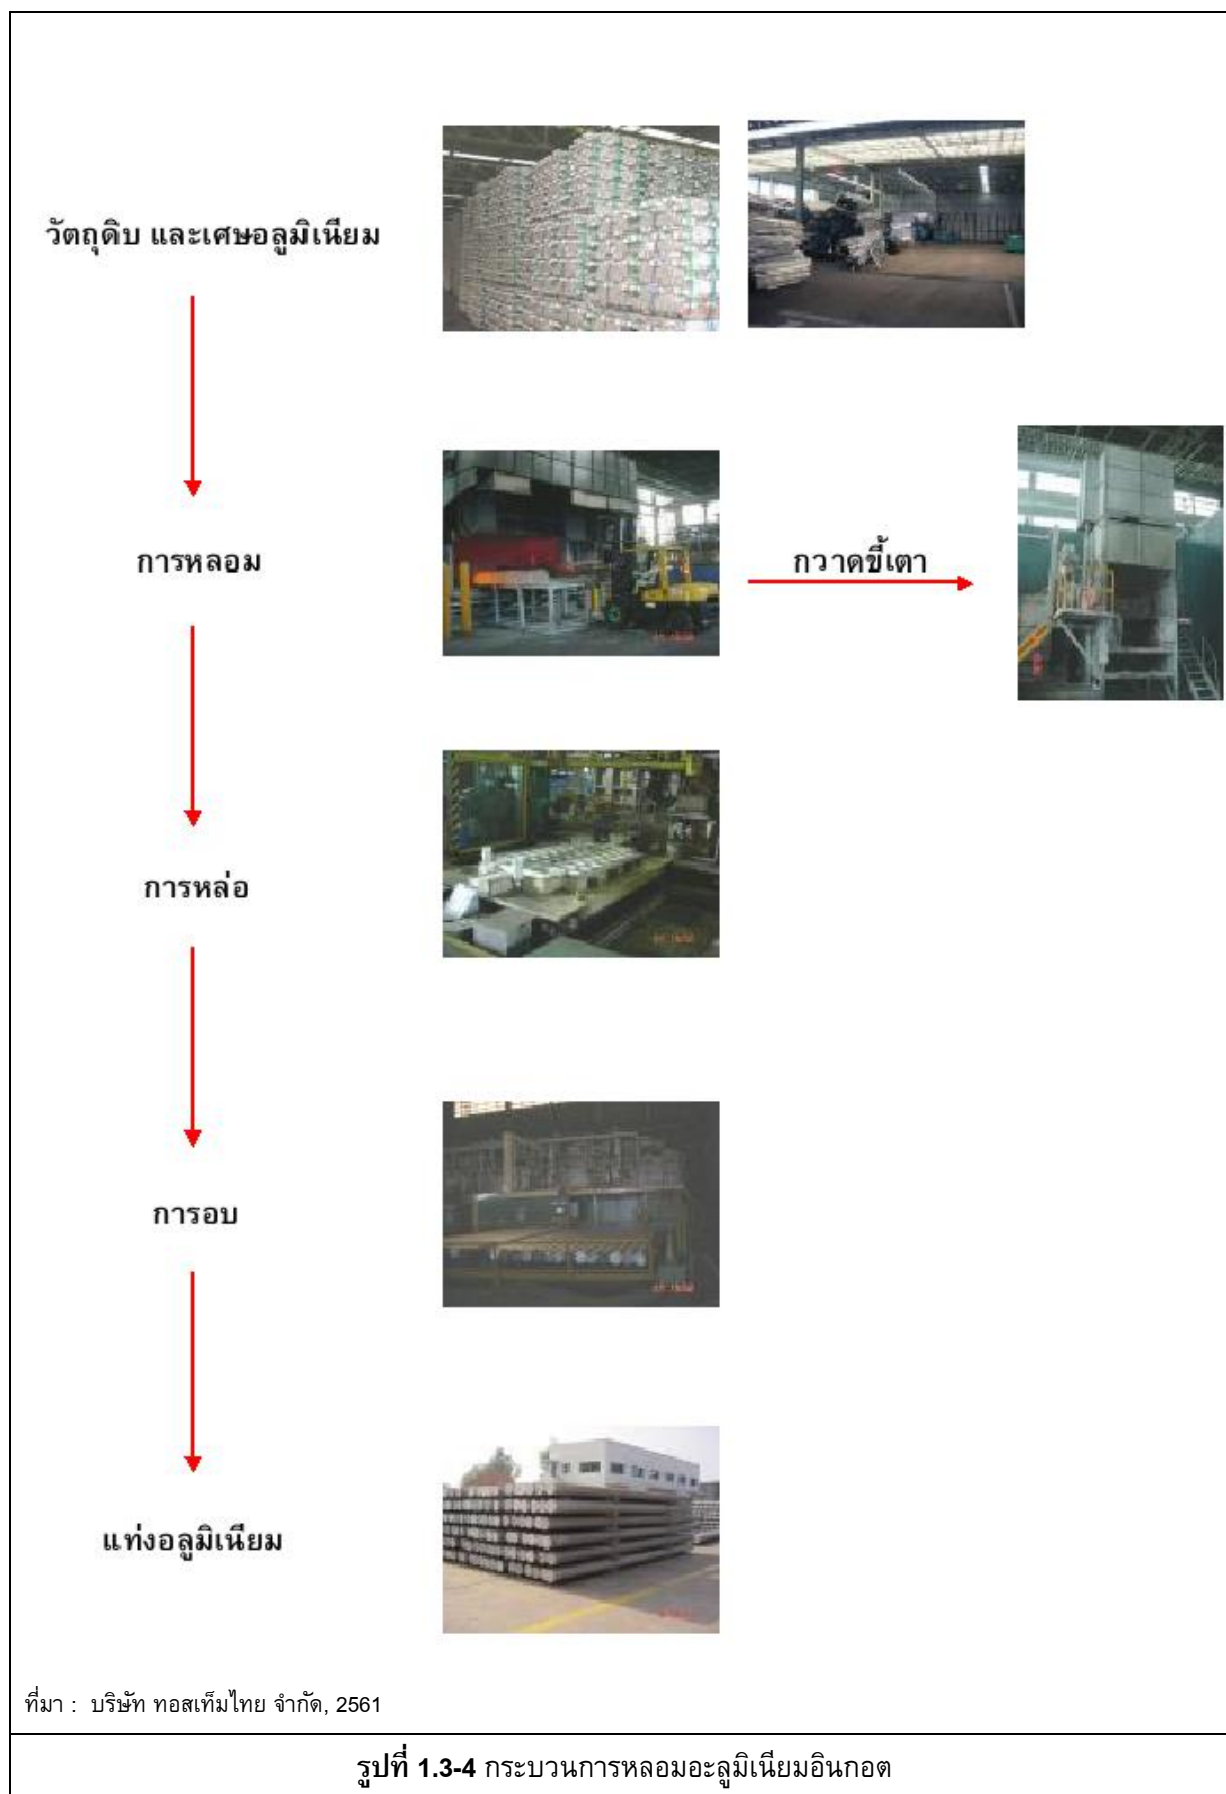 วัตถุดิบ และเศษอลูมิเนียม
การหลอม
กวาดขี้เตา
การหล่อ
การอบ
แท่งอลูมิเนียม
ที่มา : บริษัท ทอสเท็มไทย จำกัด, 2561
รูปที่ 1.3-4 กระบวนการหลอมอะลูมิเนียมอินกอต